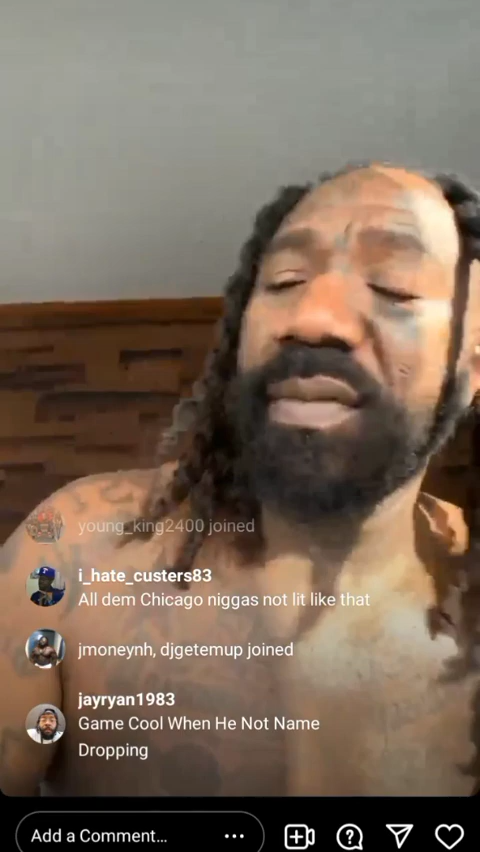 young_king2400 joined
i_hate_custers83
All dem Chicago niggas not lit like that
jmoneynh, djgetemup joined
jayryan1983
Game Cool When He Not Name
Dropping
Add a Comment...